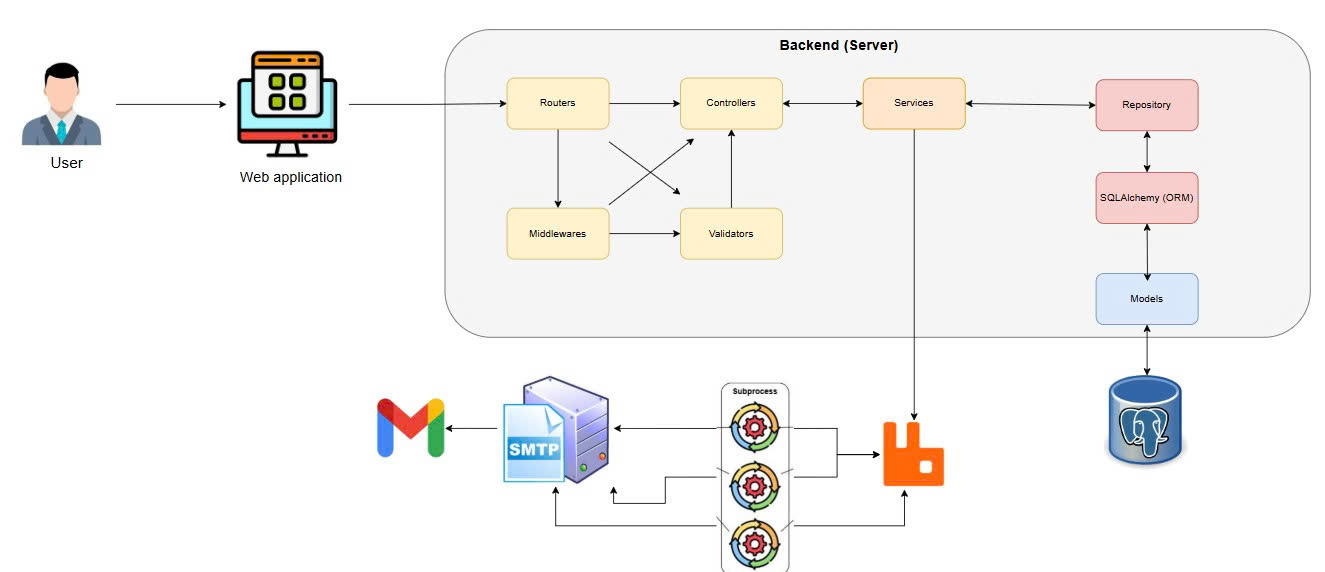 Backend (Server)
Routers
Controllers
Services
Repository
User
Web application
SQLAlchemy (ORM)
Middlewares
Validators
Models
Subprocess
SMTP